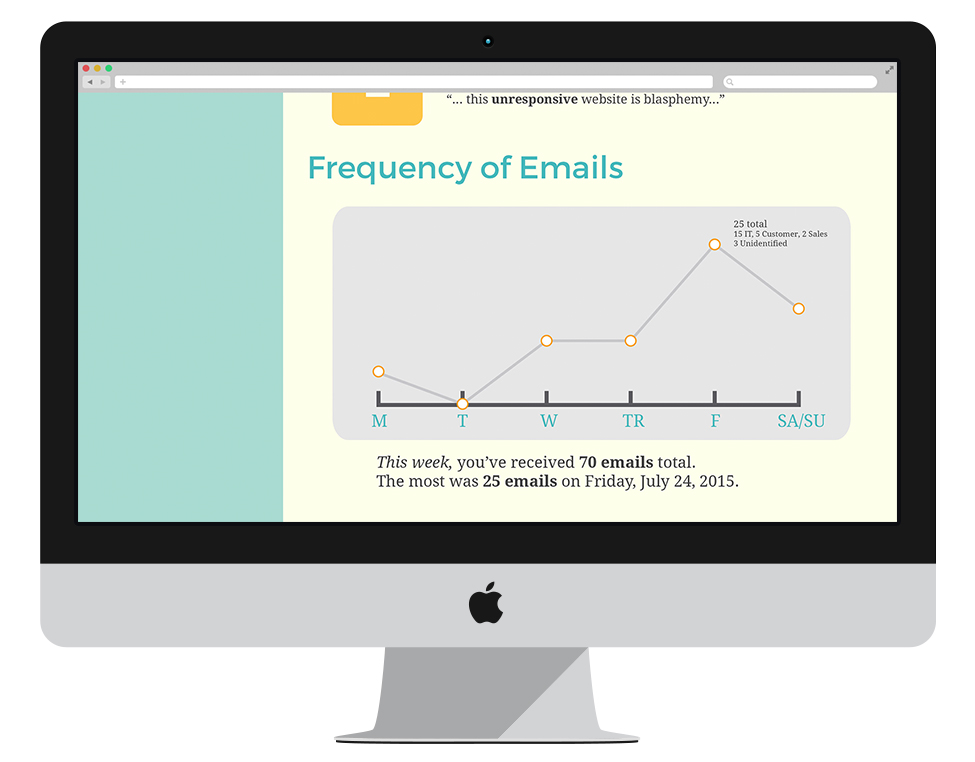 “... this unresponsive website is blasphemy...”
Frequency of Emails
25 total
15 IT, 5 Customer, 2 Sales
3 Unidentified
M T W TR F SA/SU
This week, you’ve received 70 emails total.
The most was 25 emails on Friday, July 24, 2015.